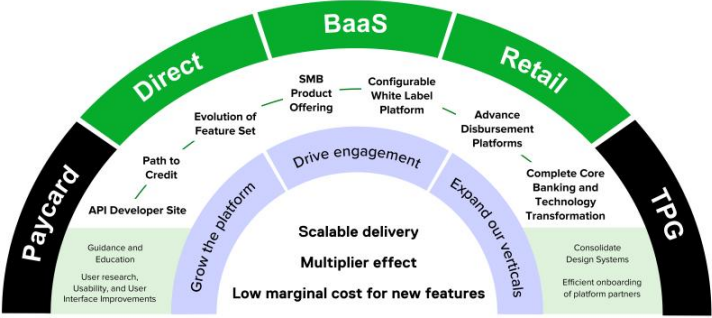 BaaS
Direct
Retail
Paycard
TPG
SMB
Product
Offering
Configurable
White Label
Platform
Evolution of
Feature Set
Advance
Disbursement
Platforms
Path to
Credit
Complete Core
Banking and
Technology
Transformation
API Developer Site
Drive engagement
Grow the platform
Expand our verticals
Guidance and
Education
User research,
Usability, and User
Interface Improvements
Scalable delivery
Multiplier effect
Low marginal cost for new features
Consolidate
Design Systems
Efficient onboarding
of platform partners